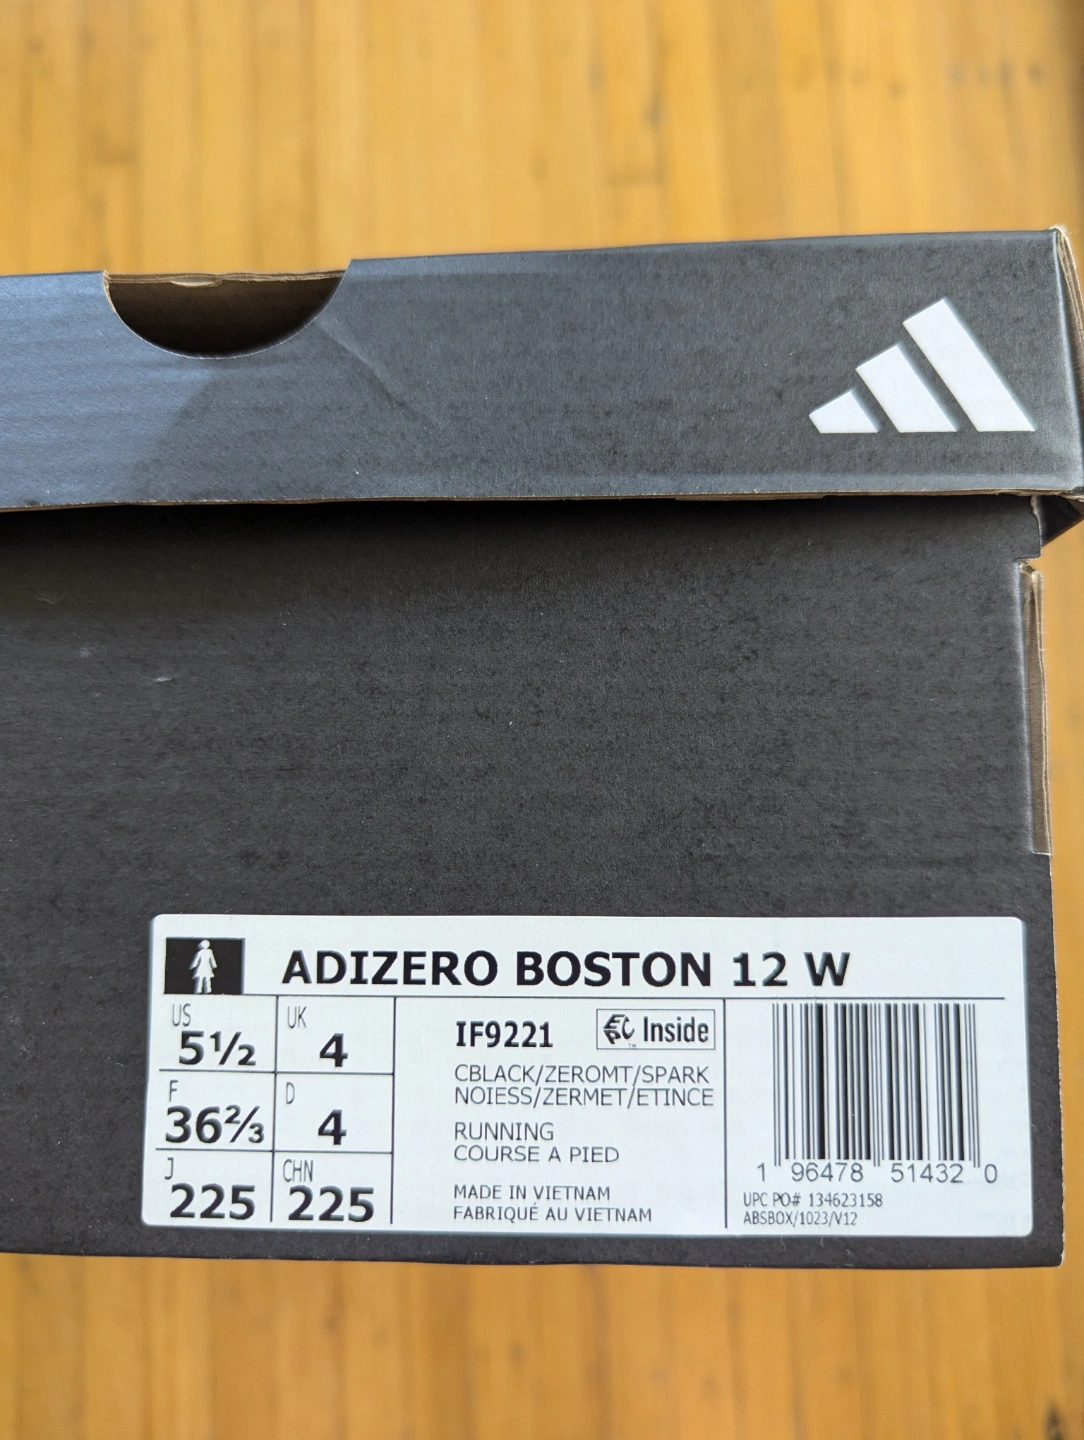 ADIZERO BOSTON 12 W
US
5½
UK
4
F
36⅔
D
4
J
225
CHN
225
IF9221
EPC Inside
CBLACK/ZEROMT/SPARK
NOIESS/ZERMET/ETINCE
RUNNING
COURSE A PIED
MADE IN VIETNAM
FABRIQUÉ AU VIETNAM
1 96478 51432 0
UPC PO# 134623158
ABSBOX/1023/V12